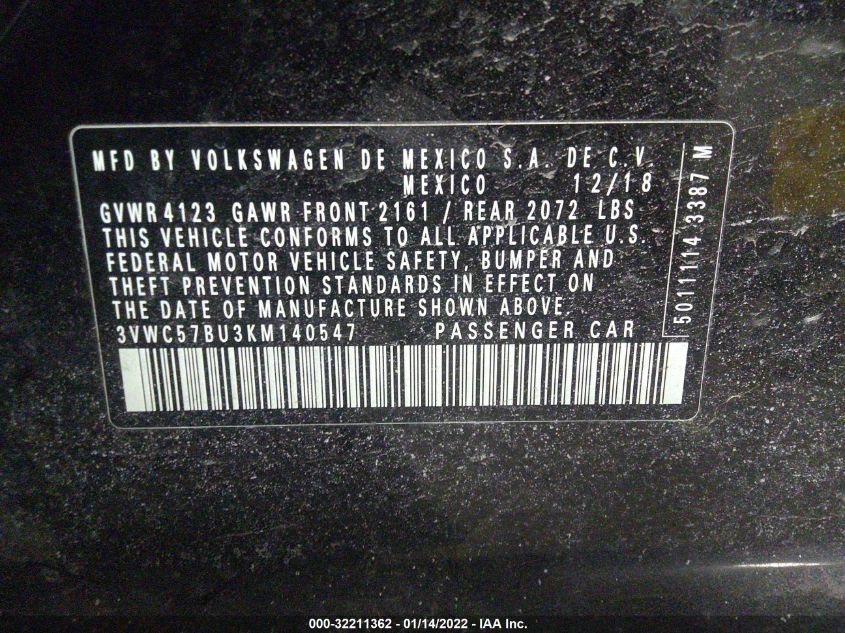 MFD BY VOLKSWAGEN DE MEXICO S.A. DE C.V.
MEXICO 12/18
GVWR 4123 GAWR FRONT 2161 / REAR 2072 LBS
THIS VEHICLE CONFORMS TO ALL APPLICABLE U.S.
FEDERAL MOTOR VEHICLE SAFETY, BUMPER AND
THEFT PREVENTION STANDARDS IN EFFECT ON
THE DATE OF MANUFACTURE SHOWN ABOVE.
3VWC57BU3KM140547 PASSENGER CAR
5011114 3387 M
000-32211362 - 01/14/2022 - IAA Inc.